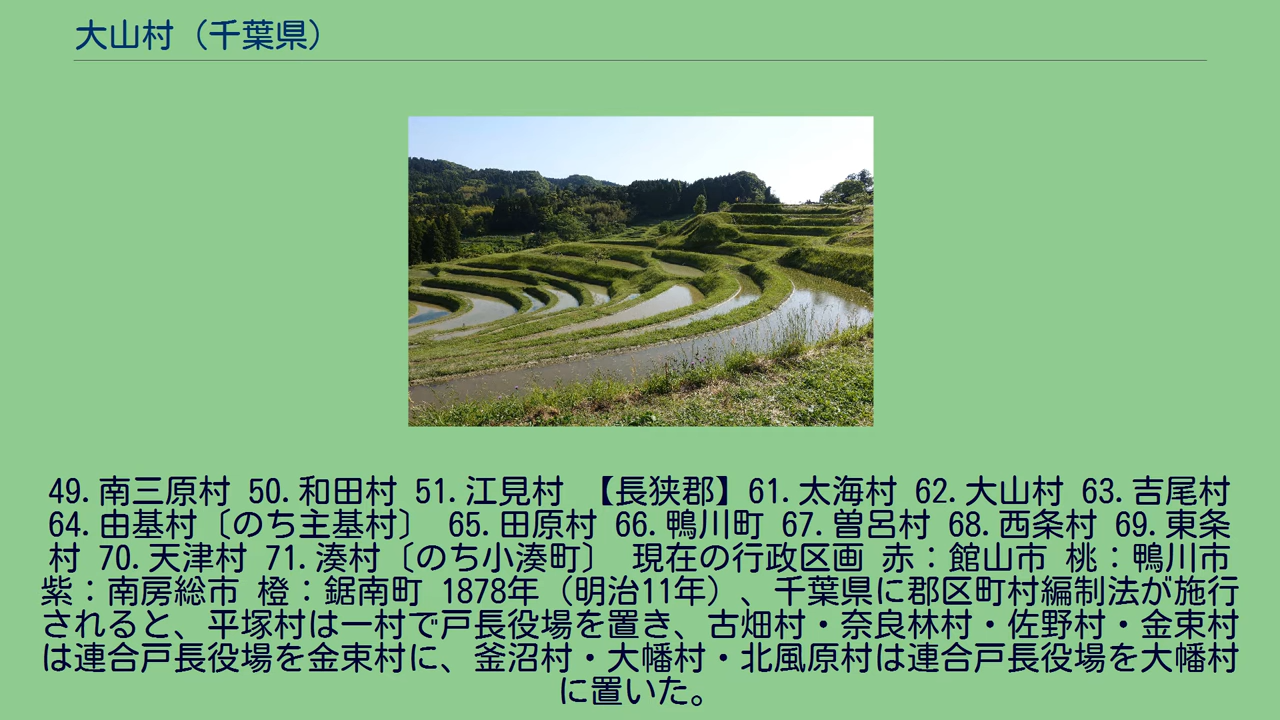 大山村（千葉県）
49.南三原村 50.和田村 51.江見村 【長狭郡】61.太海村 62.大山村 63.吉尾村
64.由基村〔のち主基村〕 65.田原村 66.鴨川町 67.曽呂村 68.西条村 69.東条
村 70.天津村 71.湊村〔のち小湊町〕 現在の行政区画 赤：館山市 桃：鴨川市
紫：南房総市 橙：鋸南町 1878年（明治11年）、千葉県に郡区町村編制法が施行
されると、平塚村は一村で戸長役場を置き、古畑村・奈良林村・佐野村・金束村
は連合戸長役場を金束村に、釜沼村・大幡村・北風原村は連合戸長役場を大幡村
に置いた。